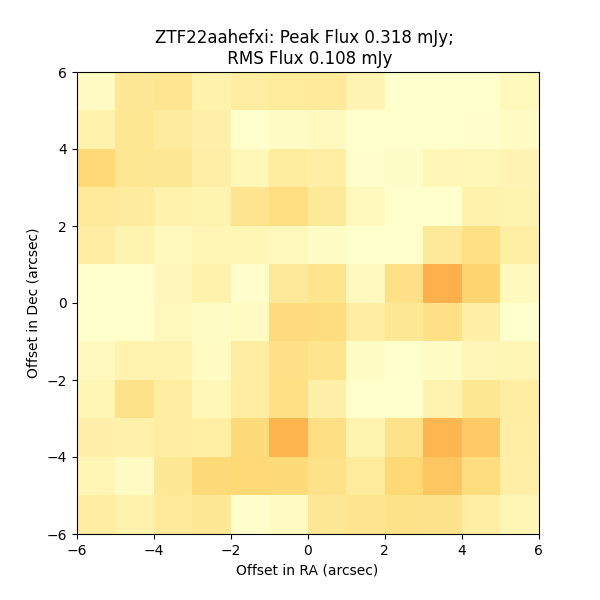 ZTF22aahefxi: Peak Flux 0.318 mJy;
RMS Flux 0.108 mJy
6
4
2
0
−2
−4
−6
Offset in Dec (arcsec)
−6 −4 −2 0 2 4 6
Offset in RA (arcsec)